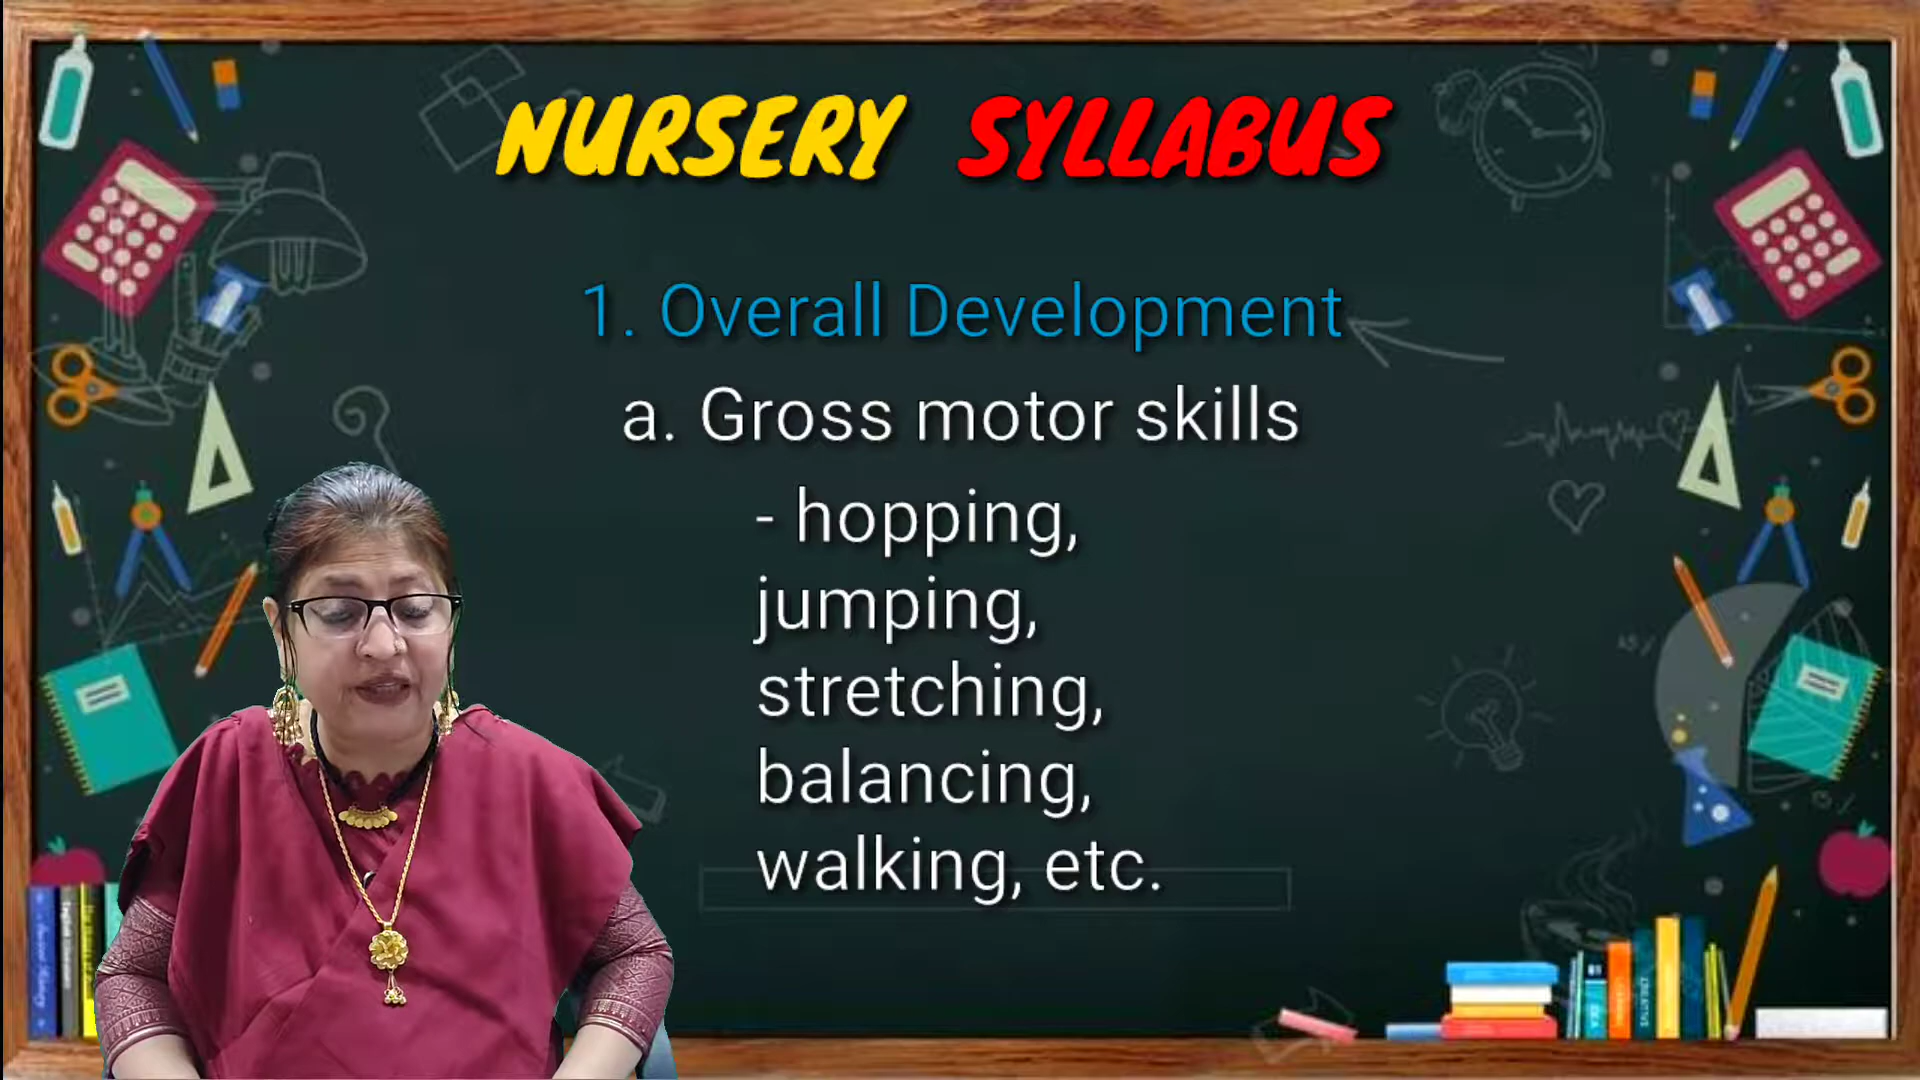 NURSERY SYLLABUS
1. Overall Development
a. Gross motor skills
- hopping,
jumping,
stretching,
balancing,
walking, etc.